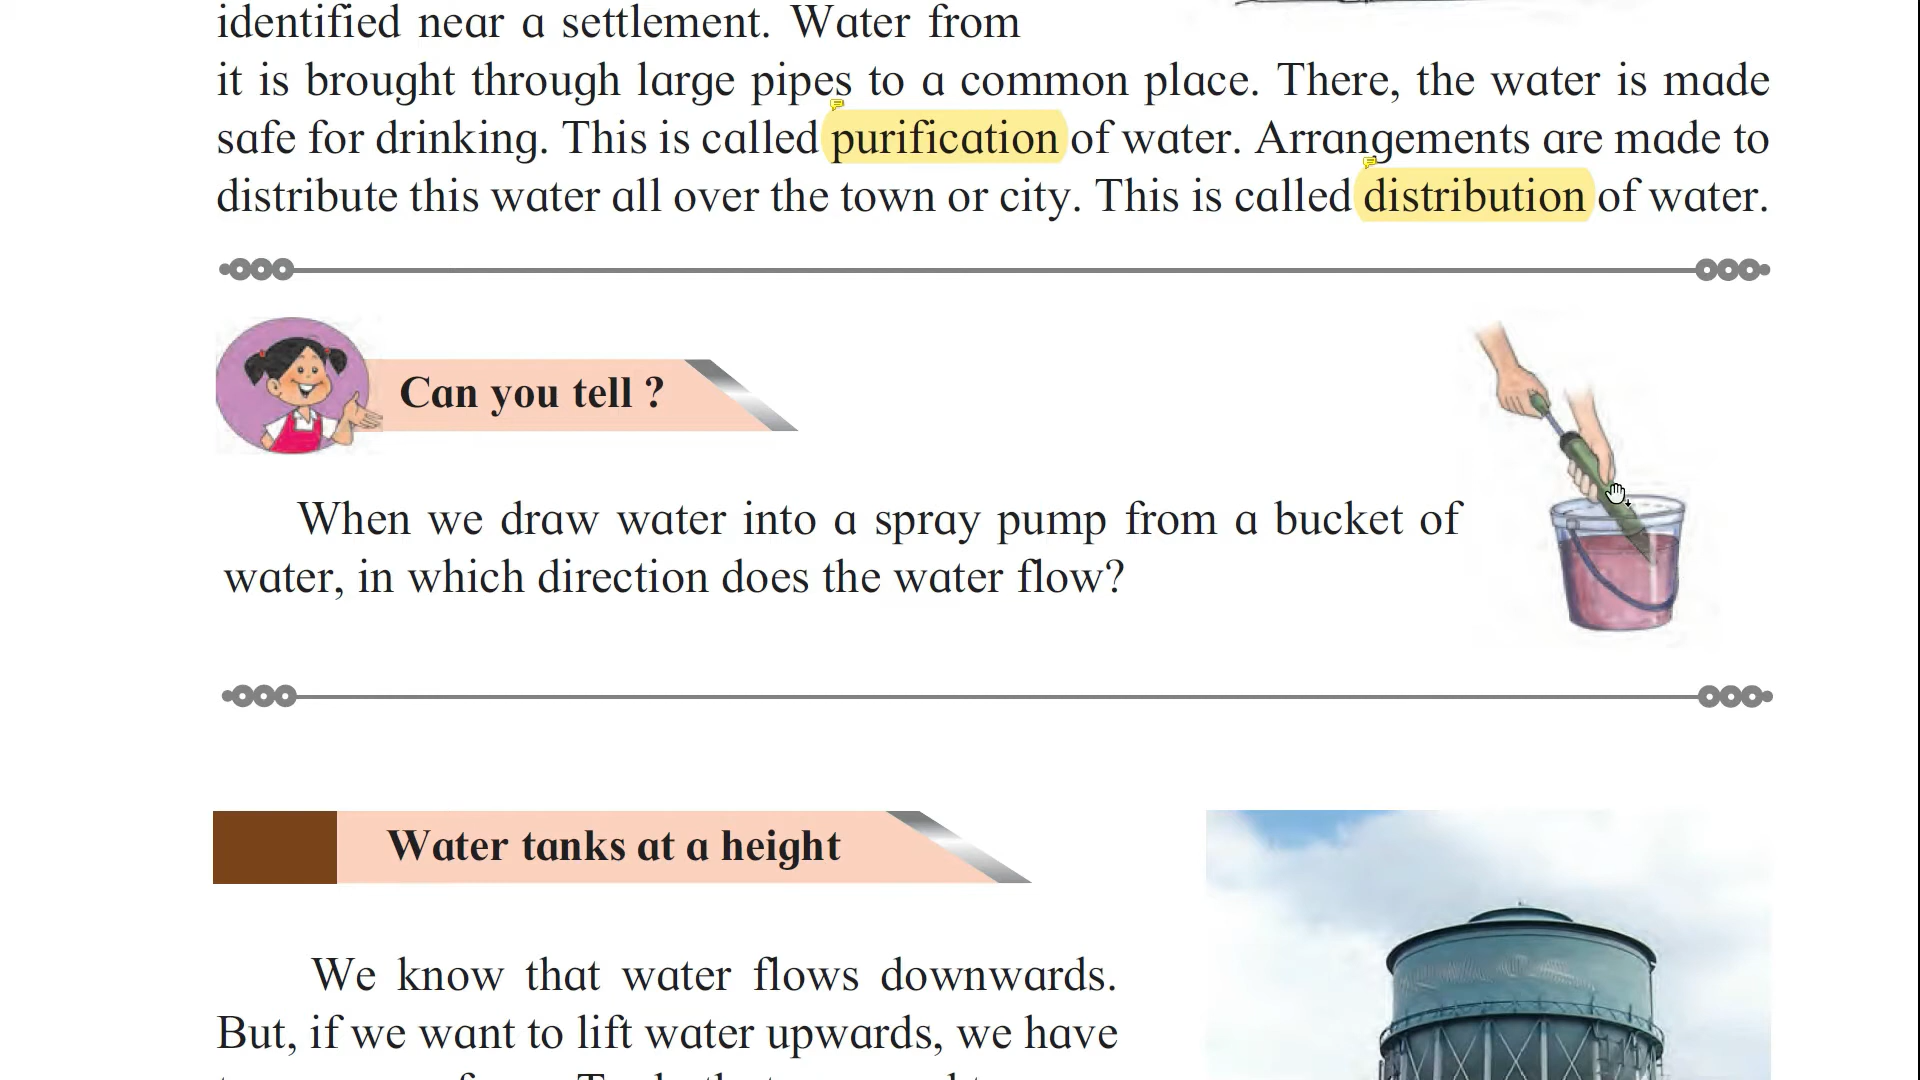 identified near a settlement. Water from
it is brought through large pipes to a common place. There, the water is made
safe for drinking. This is called purification of water. Arrangements are made to
distribute this water all over the town or city. This is called distribution of water.
Can you tell ?
When we draw water into a spray pump from a bucket of
water, in which direction does the water flow?
Water tanks at a height
We know that water flows downwards.
But, if we want to lift water upwards, we have